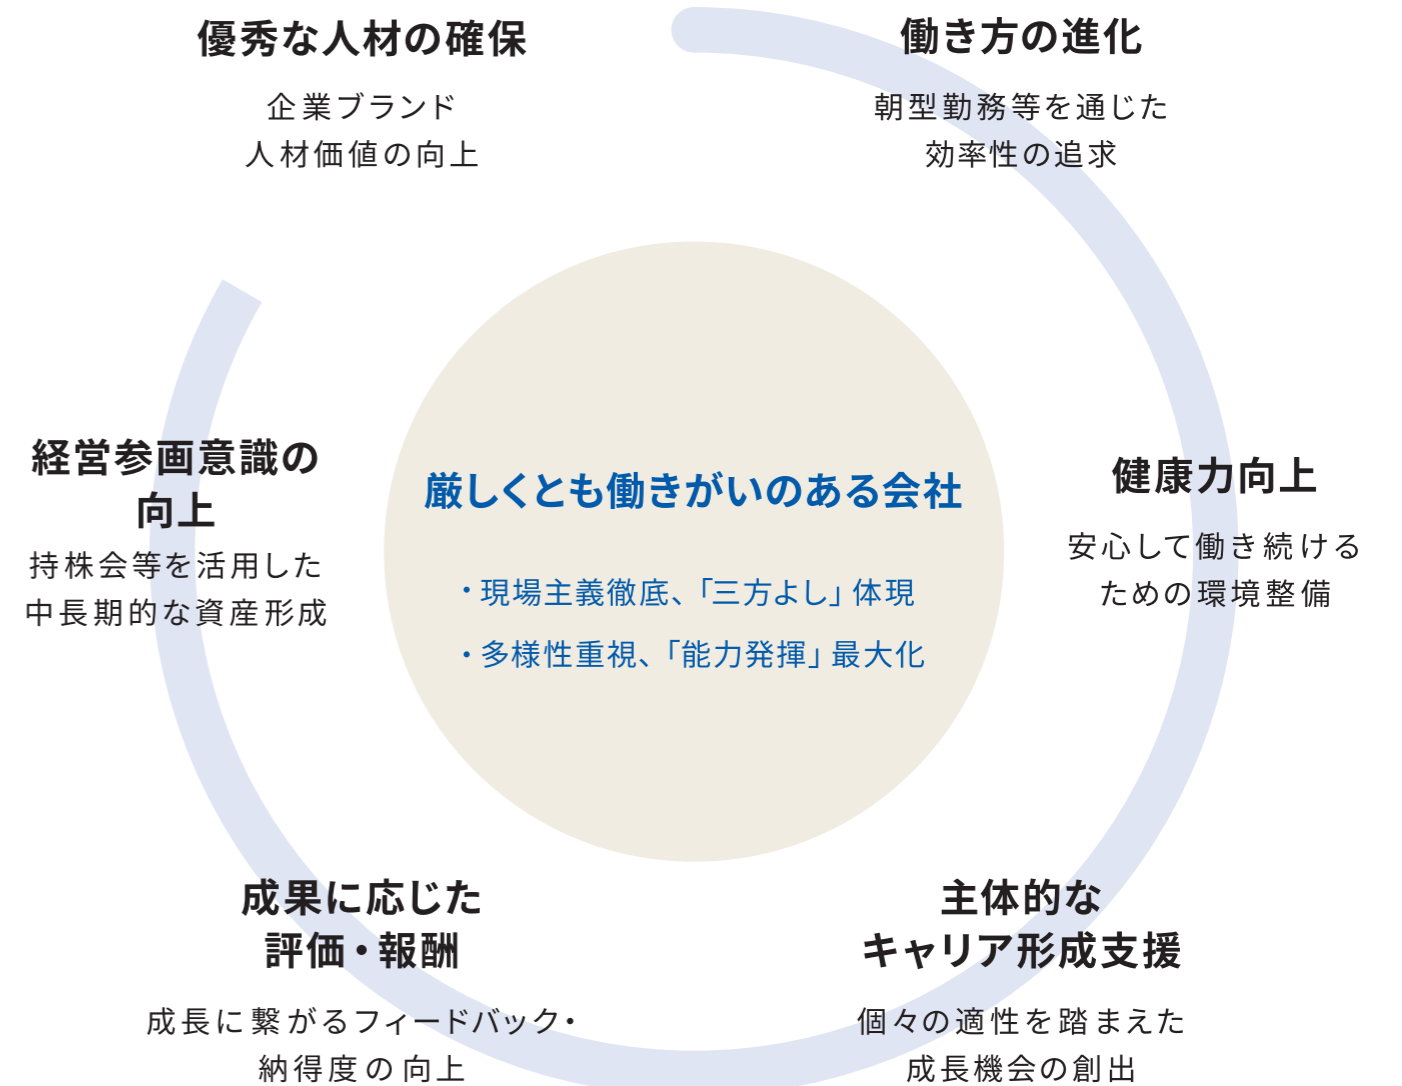 優秀な人材の確保
企業ブランド
人材価値の向上
働き方の進化
朝型勤務等を通じた
効率性の追求
経営参画意識の
向上
持株会等を活用した
中長期的な資産形成
厳しくとも働きがいのある会社
・現場主義徹底、「三方よし」体現
・多様性重視、「能力発揮」最大化
健康力向上
安心して働き続ける
ための環境整備
成果に応じた
評価・報酬
成長に繋がるフィードバック・
納得度の向上
主体的な
キャリア形成支援
個々の適性を踏まえた
成長機会の創出